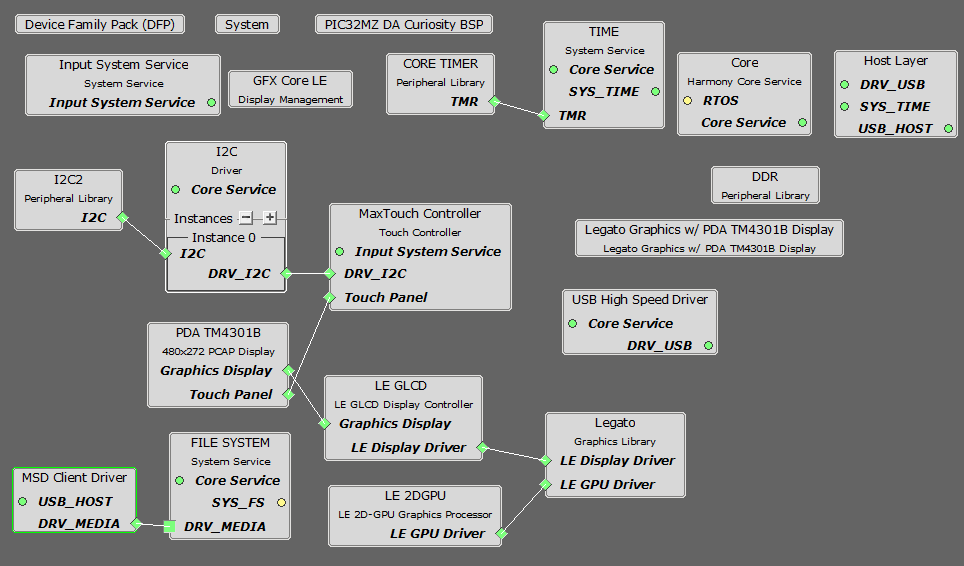 Device Family Pack (DFP)
System
PIC32MZ DA Curiosity BSP
Input System Service
System Service
Input System Service
GFX Core LE
Display Management
CORE TIMER
Peripheral Library
TMR
TIME
System Service
Core Service
SYS_TIME
TMR
Core
Harmony Core Service
RTOS
Core Service
Host Layer
DRV_USB
SYS_TIME
USB_HOST
I2C2
Peripheral Library
I2C
I2C
Driver
Core Service
Instances
Instance 0
I2C
DRV_I2C
MaxTouch Controller
Touch Controller
Input System Service
DRV_I2C
Touch Panel
DDR
Peripheral Library
Legato Graphics w/ PDA TM4301B Display
Legato Graphics w/ PDA TM4301B Display
USB High Speed Driver
Core Service
DRV_USB
PDA TM4301B
480x272 PCAP Display
Graphics Display
Touch Panel
LE GLCD
LE GLCD Display Controller
Graphics Display
LE Display Driver
Legato
Graphics Library
LE Display Driver
LE GPU Driver
FILE SYSTEM
System Service
Core Service
SYS_FS
DRV_MEDIA
MSD Client Driver
USB_HOST
DRV_MEDIA
LE 2DGPU
LE 2D-GPU Graphics Processor
LE GPU Driver